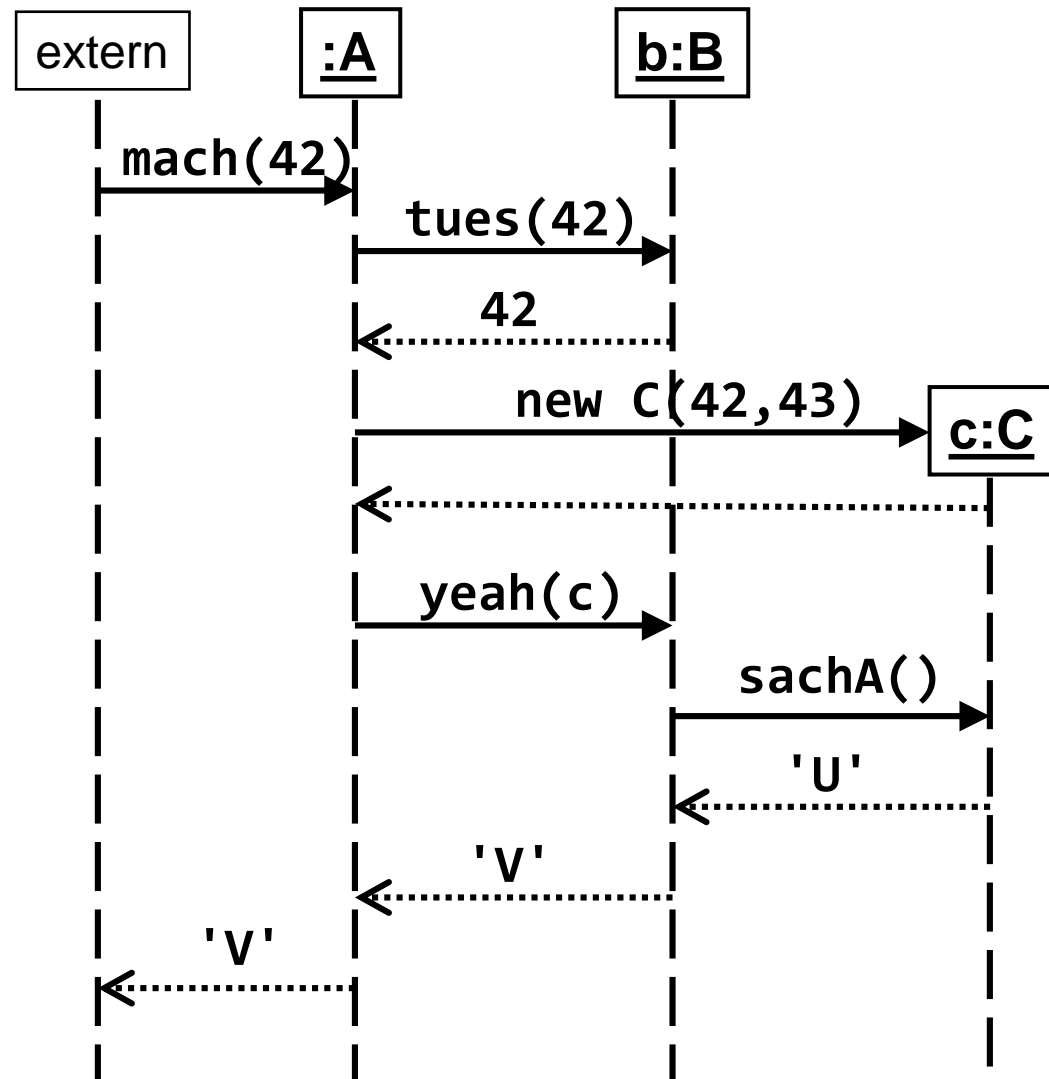 extern
:A
b:B
mach(42)
tues(42)
42
new C(42,43)
c:C
yeah(c)
sachA()
'U'
'V'
'V'